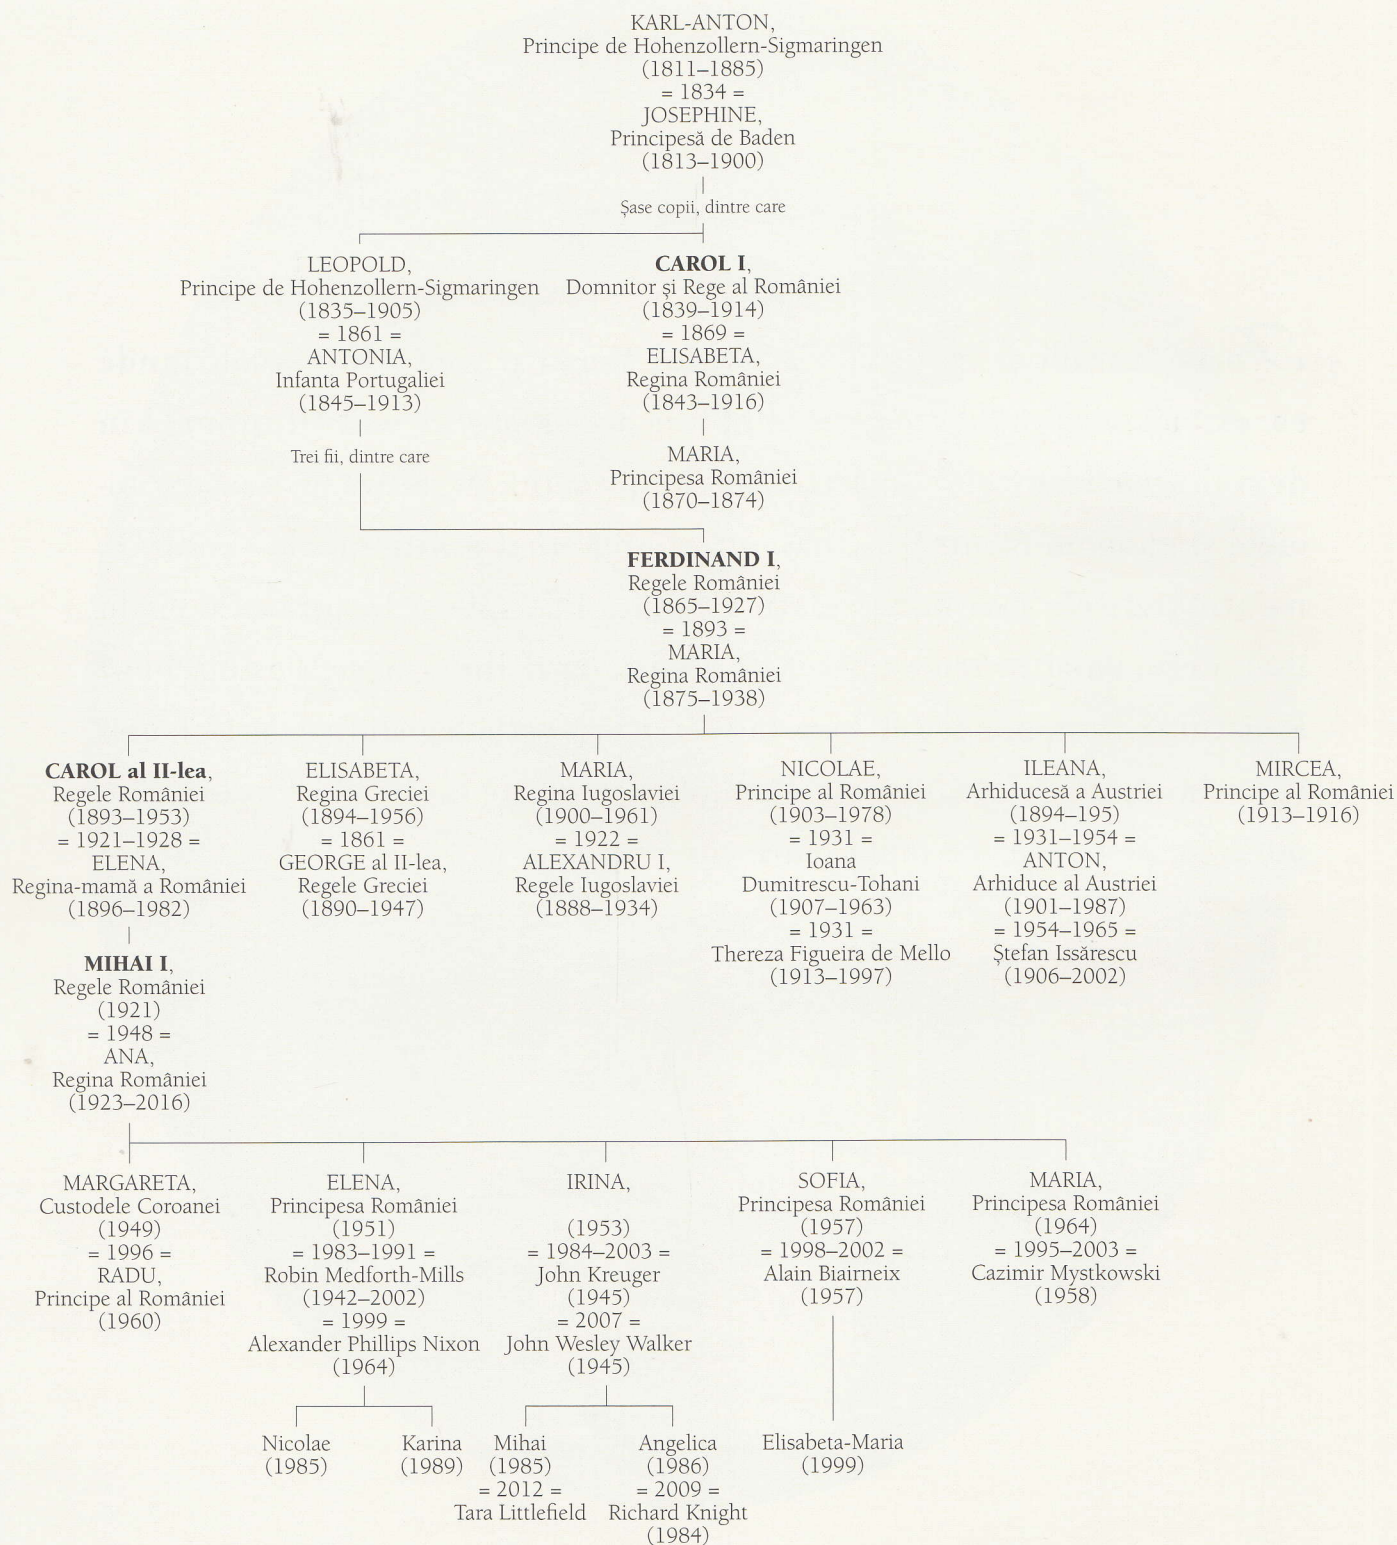 KARL-ANTON,
Principe de Hohenzollern-Sigmaringen
(1811–1885)
= 1834 =
JOSEPHINE,
Principesă de Baden
(1813–1900)
Șase copii, dintre care
LEOPOLD,
Principe de Hohenzollern-Sigmaringen
(1835–1905)
= 1861 =
ANTONIA,
Infanta Portugaliei
(1845–1913)
Trei fii, dintre care
CAROL I,
Domnitor și Rege al României
(1839–1914)
= 1869 =
ELISABETA,
Regina României
(1843–1916)
MARIA,
Principesa României
(1870–1874)
FERDINAND I,
Regele României
(1865–1927)
= 1893 =
MARIA,
Regina României
(1875–1938)
CAROL al II-lea,
Regele României
(1893–1953)
= 1921–1928 =
ELENA,
Regina-mamă a României
(1896–1982)
MIHAI I,
Regele României
(1921)
= 1948 =
ANA,
Regina României
(1923–2016)
ELISABETA,
Regina Greciei
(1894–1956)
= 1861 =
GEORGE al II-lea,
Regele Greciei
(1890–1947)
MARIA,
Regina Iugoslaviei
(1900–1961)
= 1922 =
ALEXANDRU I,
Regele Iugoslaviei
(1888–1934)
NICOLAE,
Principe al României
(1903–1978)
= 1931 =
Ioana
Dumitrescu-Tohani
(1907–1963)
= 1931 =
Thereza Figueira de Mello
(1913–1997)
ILEANA,
Arhiducesă a Austriei
(1894–195)
= 1931–1954 =
ANTON,
Arhiduce al Austriei
(1901–1987)
= 1954–1965 =
Ștefan Issărescu
(1906–2002)
MIRCEA,
Principe al României
(1913–1916)
MARGARETA,
Custodele Coroanei
(1949)
= 1996 =
RADU,
Principe al României
(1960)
ELENA,
Principesa României
(1951)
= 1983–1991 =
Robin Medforth-Mills
(1942–2002)
= 1999 =
Alexander Phillips Nixon
(1964)
IRINA,
(1953)
= 1984–2003 =
John Kreuger
(1945)
= 2007 =
John Wesley Walker
(1945)
SOFIA,
Principesa României
(1957)
= 1998–2002 =
Alain Biairneix
(1957)
MARIA,
Principesa României
(1964)
= 1995–2003 =
Cazimir Mystkowski
(1958)
Nicolae
(1985)
Karina
(1989)
Mihai
(1985)
= 2012 =
Tara Littlefield
Angelica
(1986)
= 2009 =
Richard Knight
(1984)
Elisabeta-Maria
(1999)